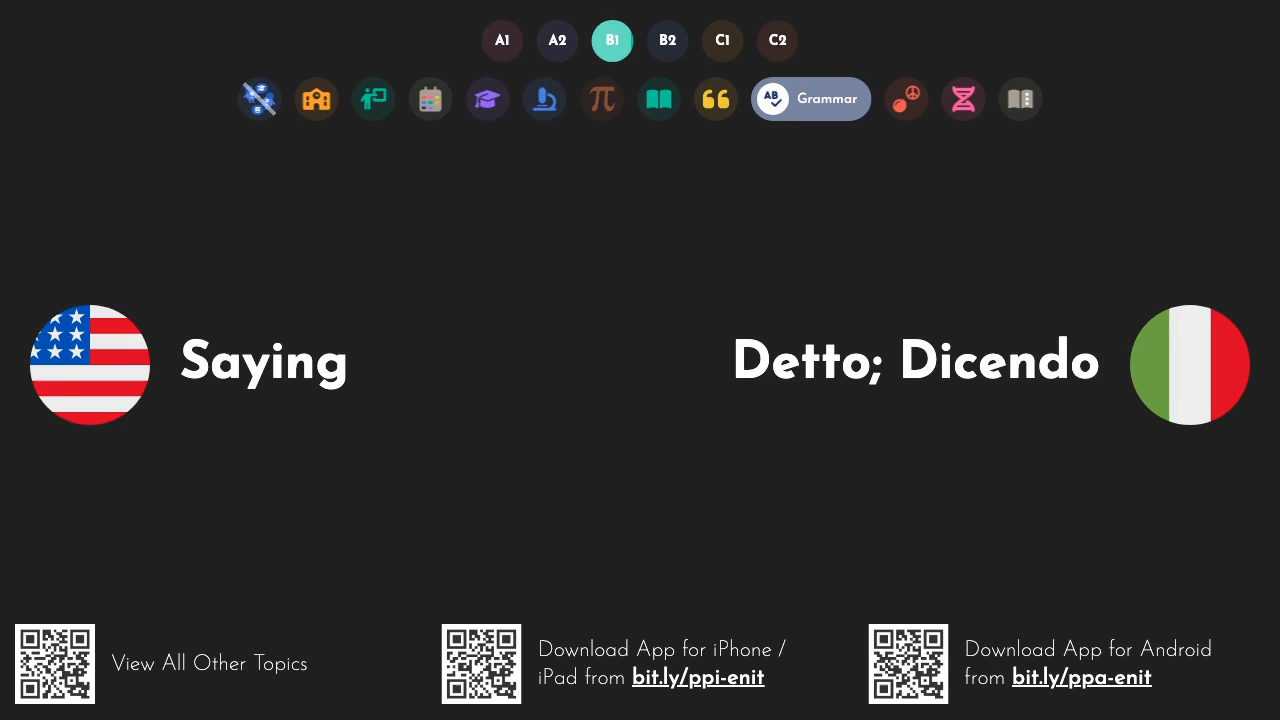 A1 A2 B1 B2 C1 C2
AB Grammar
Saying
Detto; Dicendo
View All Other Topics
Download App for iPhone /
iPad from bit.ly/ppi-enit
Download App for Android
from bit.ly/ppa-enit